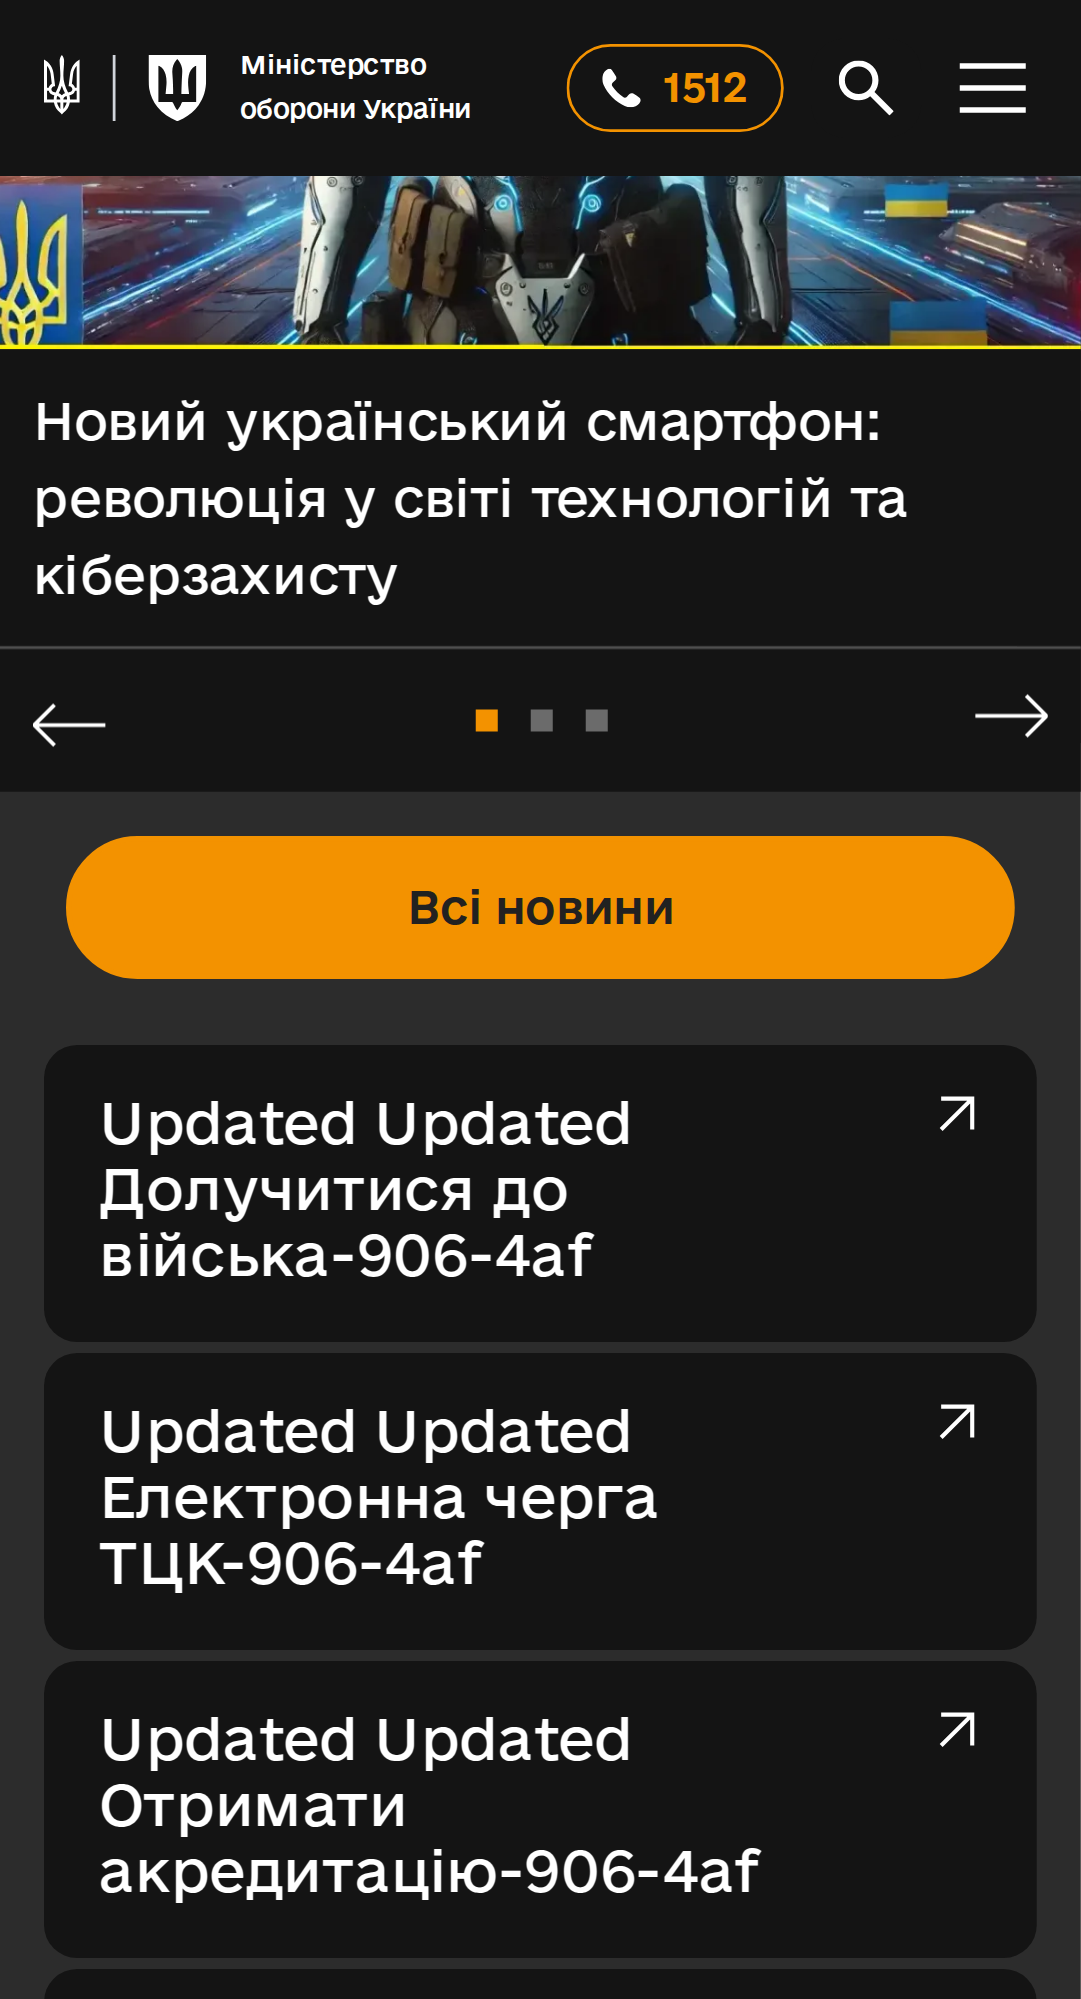 Міністерство
оборони України
1512
Новий український смартфон:
революція у світі технологій та
кіберзахисту
Всі новини
Updated Updated
Долучитися до
війська-906-4af
Updated Updated
Електронна черга
ТЦК-906-4af
Updated Updated
Отримати
акредитацію-906-4af